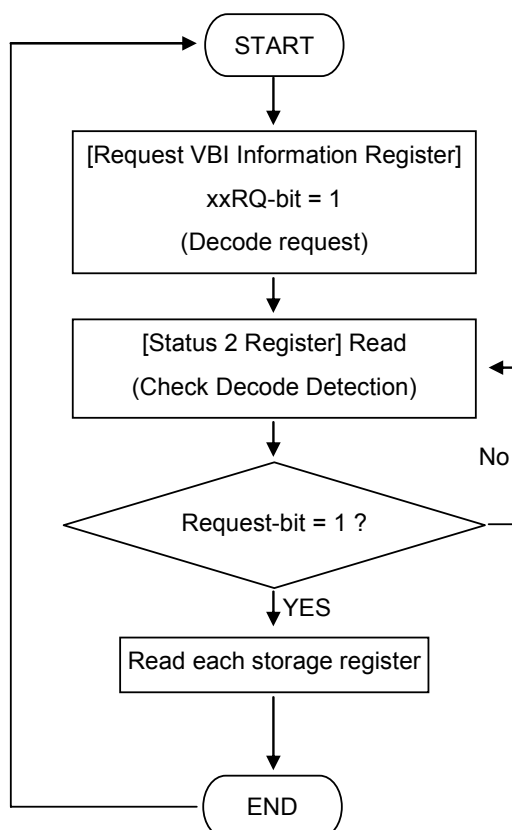 START
[Request VBI Information Register]
xxRQ-bit = 1
(Decode request)
[Status 2 Register] Read
(Check Decode Detection)
No
Request-bit = 1 ?
YES
Read each storage register
END